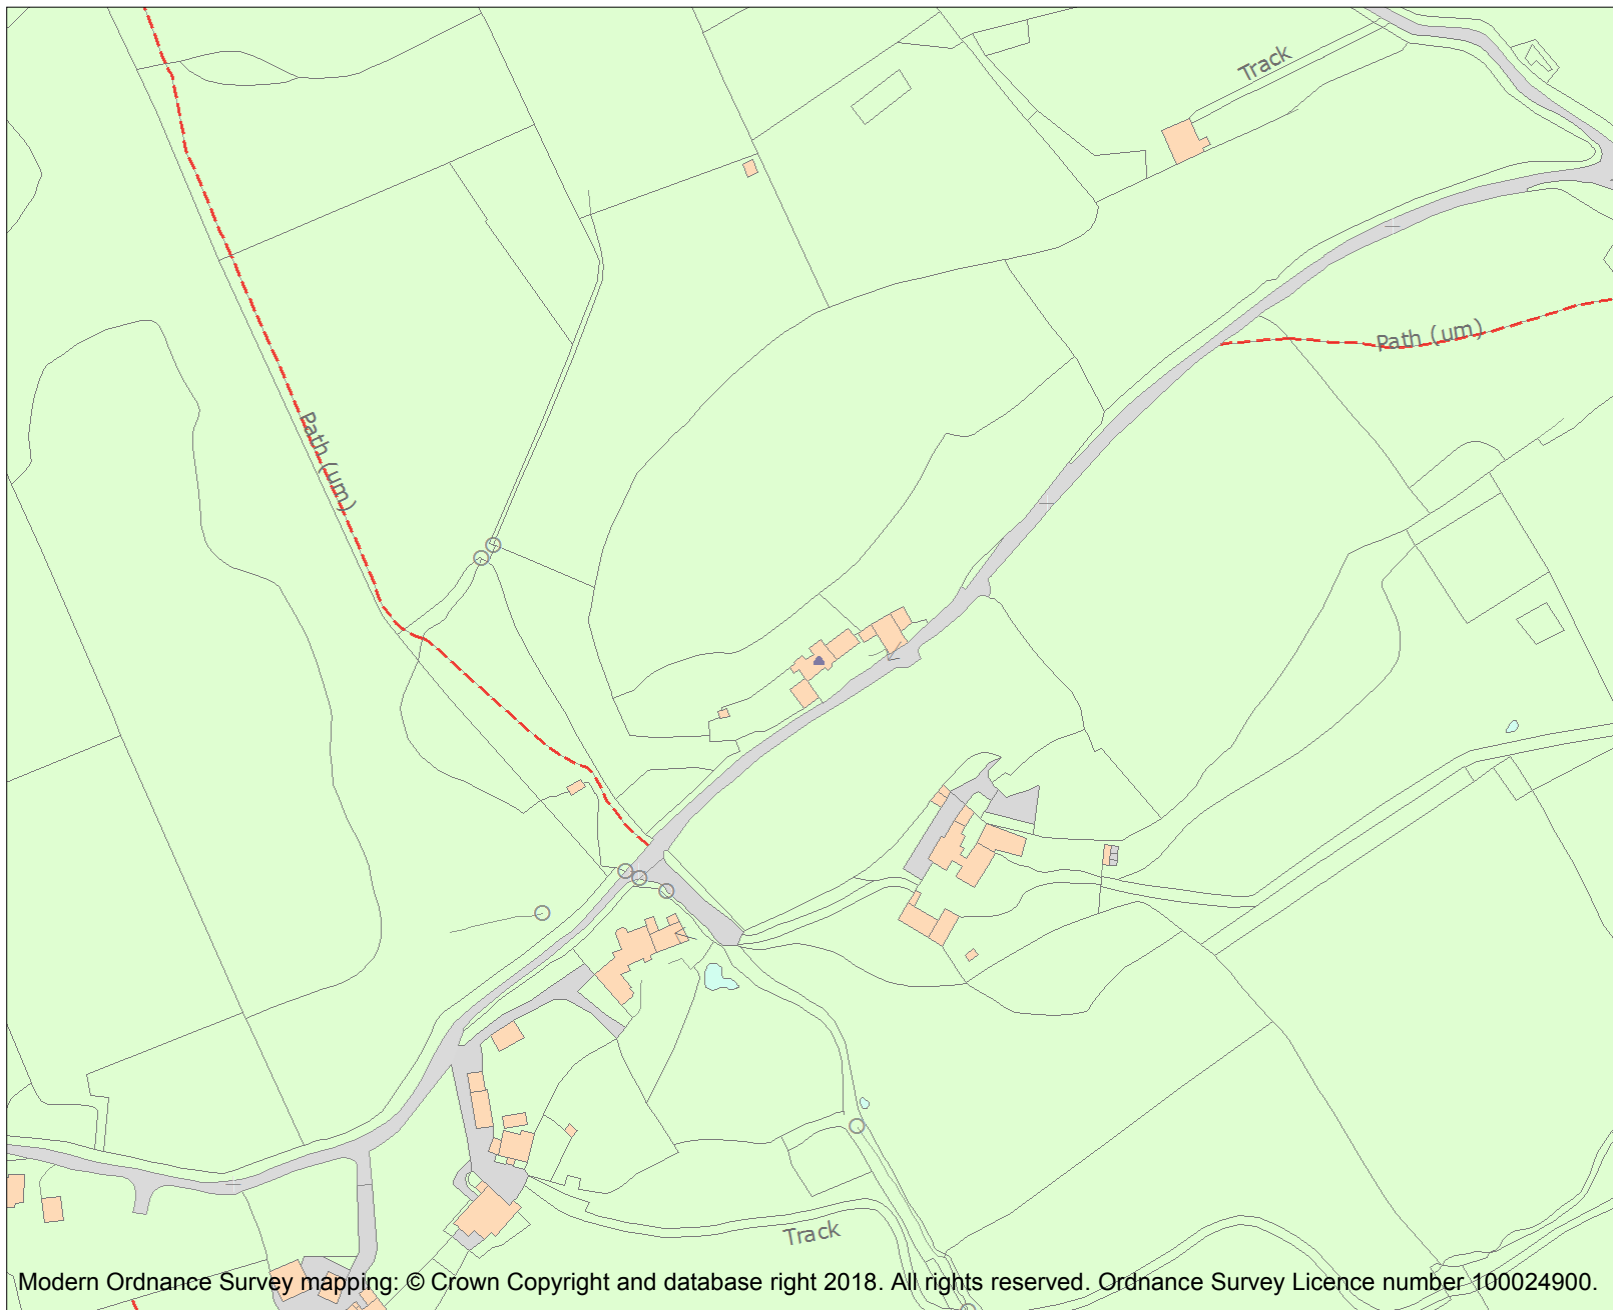 Track
Path (um)
Path (um)
Track
Modern Ordnance Survey mapping: © Crown Copyright and database right 2018. All rights reserved. Ordnance Survey Licence number 100024900.